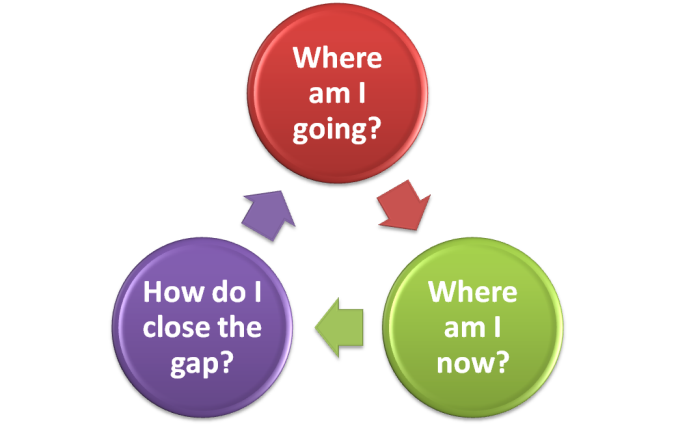 Where
am I
going?
Where
am I
now?
How do I
close the
gap?